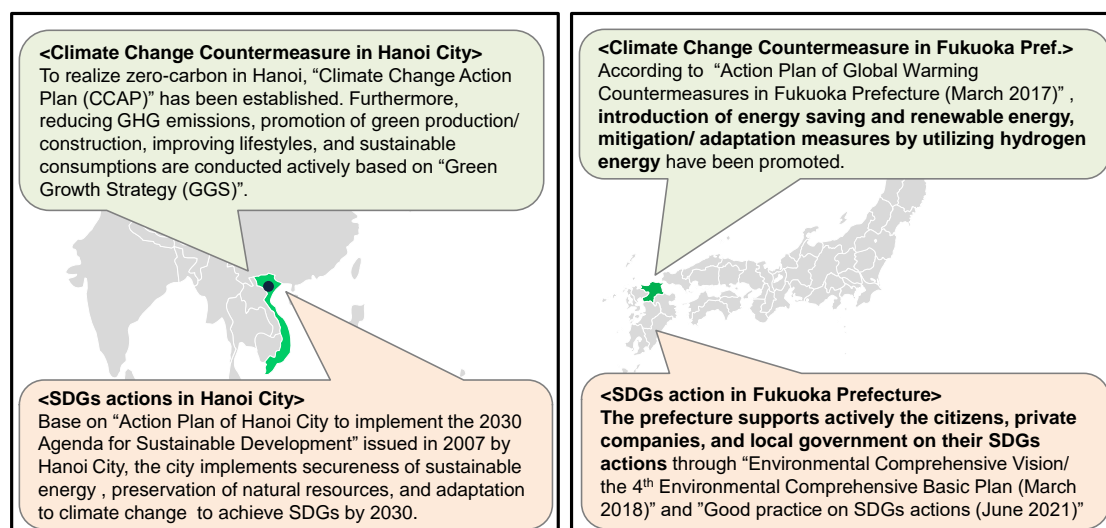 <Climate Change Countermeasure in Hanoi City>
To realize zero-carbon in Hanoi, “Climate Change Action
Plan (CCAP)” has been established. Furthermore,
reducing GHG emissions, promotion of green production/
construction, improving lifestyles, and sustainable
consumptions are conducted actively based on “Green
Growth Strategy (GGS)”.
<SDGs actions in Hanoi City>
Base on “Action Plan of Hanoi City to implement the 2030
Agenda for Sustainable Development” issued in 2007 by
Hanoi City, the city implements secureness of sustainable
energy , preservation of natural resources, and adaptation
to climate change  to achieve SDGs by 2030.
<Climate Change Countermeasure in Fukuoka Pref.>
According to  “Action Plan of Global Warming
Countermeasures in Fukuoka Prefecture (March 2017)” ,
introduction of energy saving and renewable energy,
mitigation/ adaptation measures by utilizing hydrogen
energy have been promoted.
<SDGs action in Fukuoka Prefecture>
The prefecture supports actively the citizens, private
companies, and local government on their SDGs
actions through “Environmental Comprehensive Vision/
the 4th Environmental Comprehensive Basic Plan (March
2018)” and ”Good practice on SDGs actions (June 2021)”